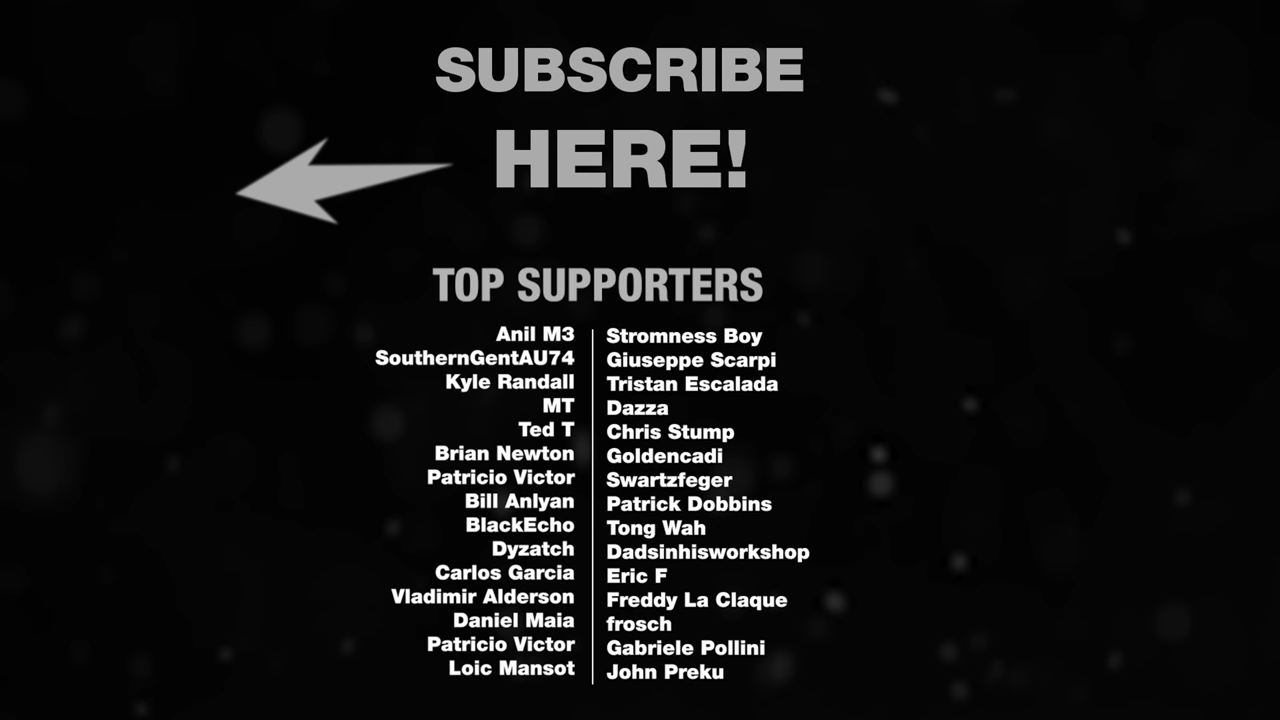 SUBSCRIBE
HERE!
TOP SUPPORTERS
Anil M3
SouthernGentAU74
Kyle Randall
MT
Ted T
Brian Newton
Patricio Victor
Bill Anlyan
BlackEcho
Dyzatch
Carlos Garcia
Vladimir Alderson
Daniel Maia
Patricio Victor
Loic Mansot
Stromness Boy
Giuseppe Scarpi
Tristan Escalada
Dazza
Chris Stump
Goldencadi
Swartzfeger
Patrick Dobbins
Tong Wah
Dadsinhisworkshop
Eric F
Freddy La Claque
frosch
Gabriele Pollini
John Preku